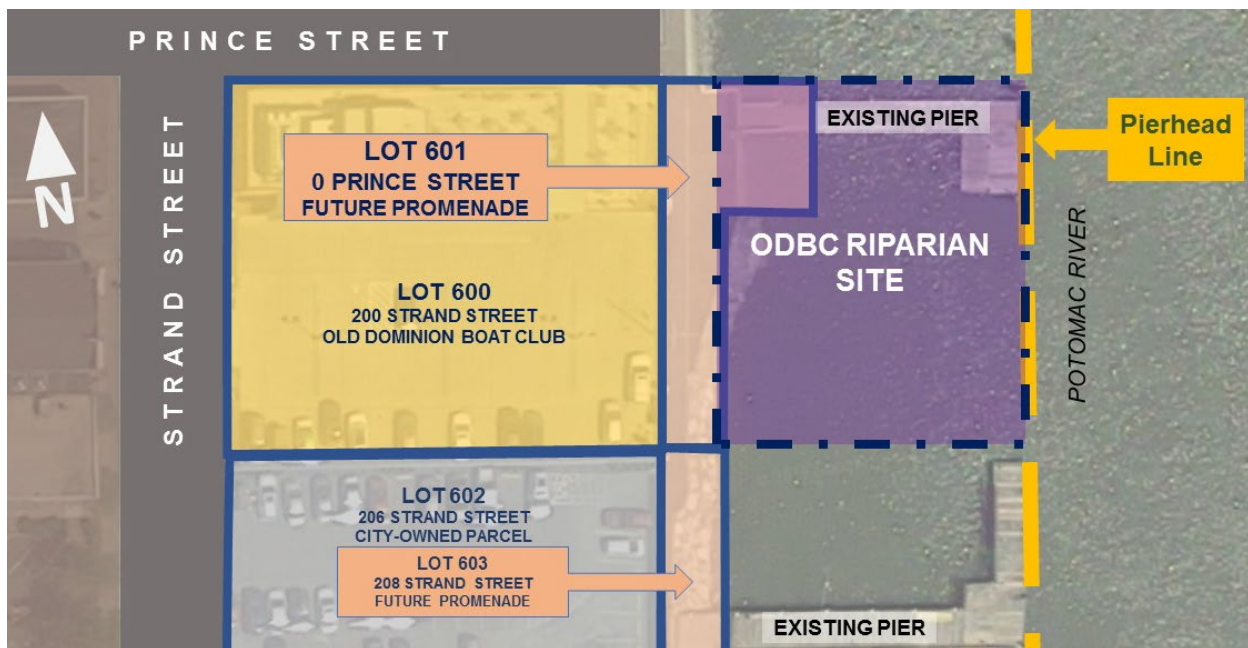 PRINCE STREET
STRAND STREET
N
LOT 601
0 PRINCE STREET
FUTURE PROMENADE
EXISTING PIER
Pierhead
Line
ODBC RIPARIAN
SITE
POTOMAC RIVER
LOT 600
200 STRAND STREET
OLD DOMINION BOAT CLUB
LOT 602
206 STRAND STREET
CITY-OWNED PARCEL
LOT 603
208 STRAND STREET
FUTURE PROMENADE
EXISTING PIER